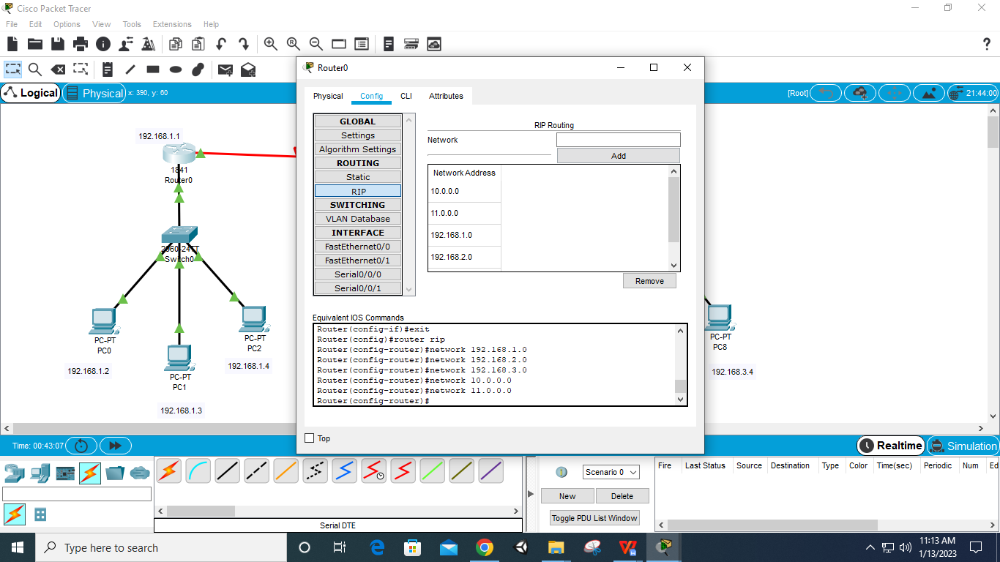 Cisco Packet Tracer
File Edit Options View Tools Extensions Help
Logical
Physical
x: 390, y: 60
[Root]
21:44:00
192.168.1.1
1841
Router0
2960-24TT
Switch0
PC-PT
PC0
192.168.1.2
PC-PT
PC1
192.168.1.3
PC-PT
PC2
192.168.1.4
Router0
Physical Config CLI Attributes
GLOBAL
Settings
Algorithm Settings
ROUTING
Static
RIP
SWITCHING
VLAN Database
INTERFACE
FastEthernet0/0
FastEthernet0/1
Serial0/0/0
Serial0/0/1
RIP Routing
Network
Add
Network Address
10.0.0.0
11.0.0.0
192.168.1.0
192.168.2.0
Remove
Equivalent IOS Commands
Router(config-if)#exit
Router(config)#router rip
Router(config-router)#network 192.168.1.0
Router(config-router)#network 192.168.2.0
Router(config-router)#network 192.168.3.0
Router(config-router)#network 10.0.0.0
Router(config-router)#network 11.0.0.0
Router(config-router)#
Top
PC-PT
PC8
192.168.3.4
Time: 00:43:07
Realtime
Simulation
Serial DTE
Scenario 0
New
Delete
Toggle PDU List Window
Fire Last Status Source Destination Type Color Time(sec) Periodic Num Ed
Type here to search
11:13 AM
1/13/2023